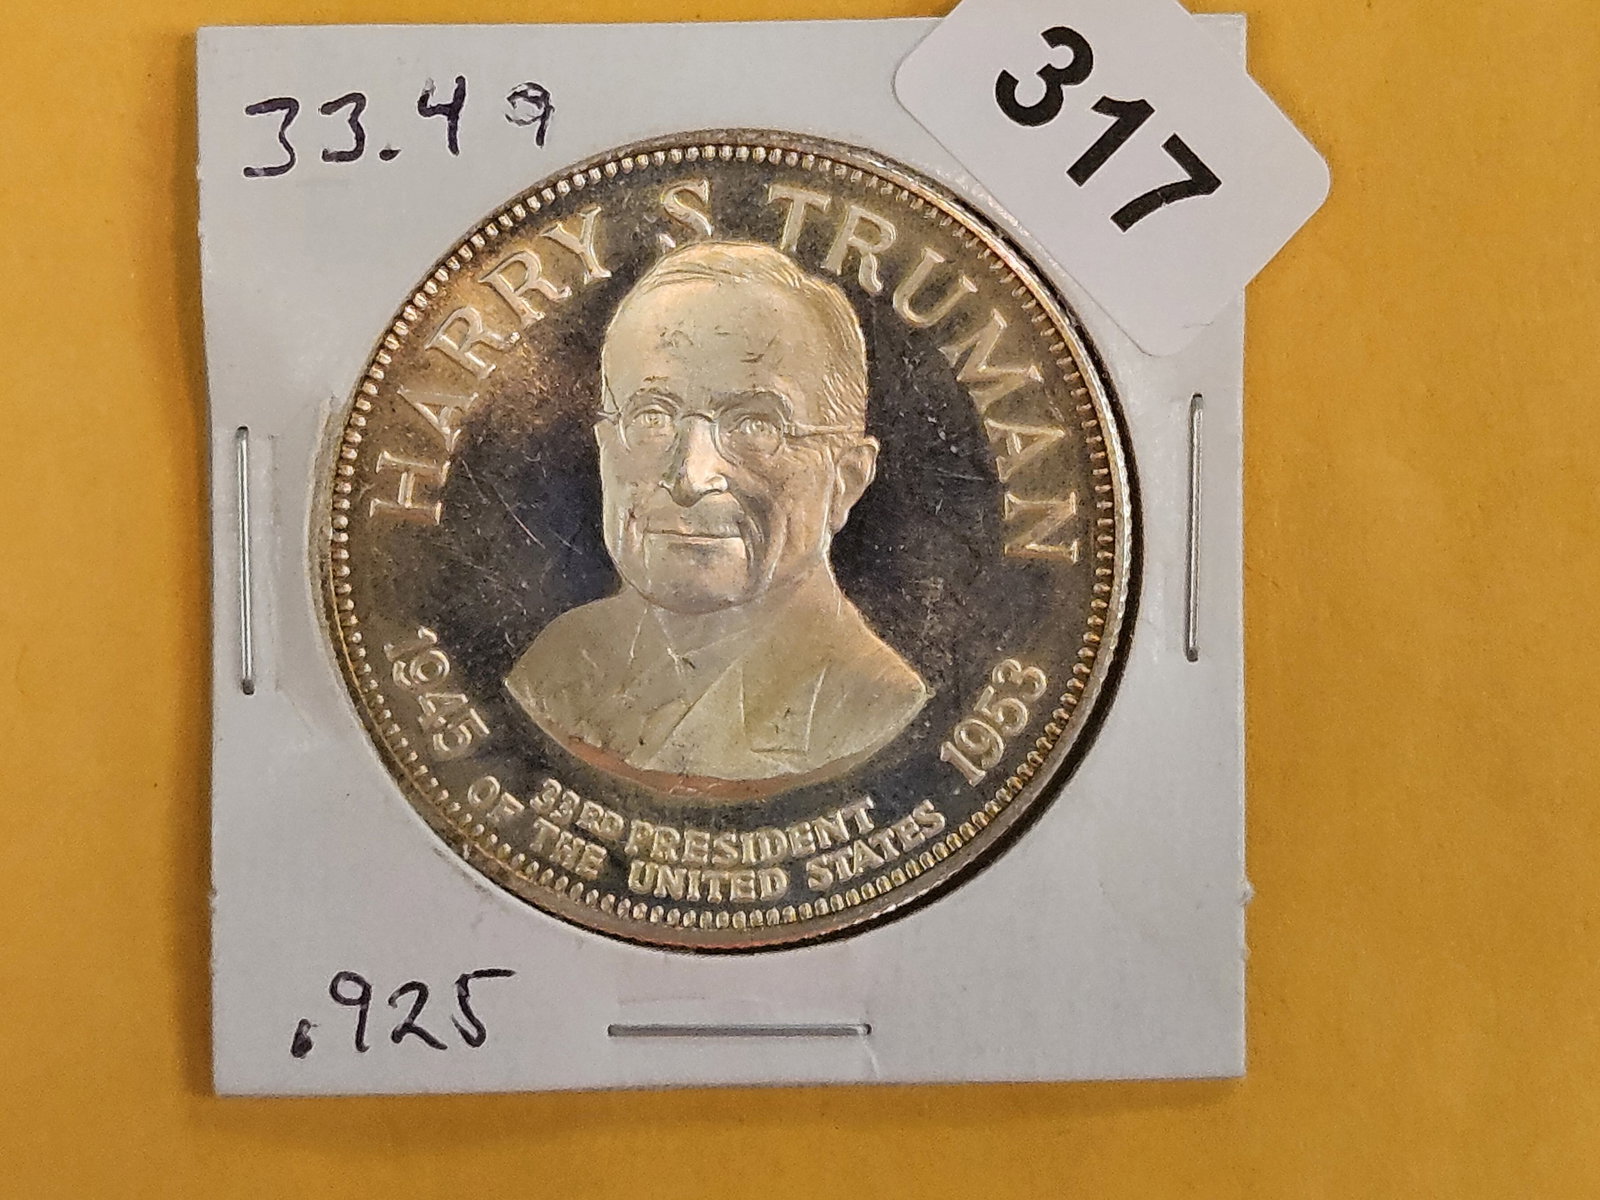 33.49
317
HARRY S TRUMAN
1945
1953
33RD PRESIDENT
OF THE UNITED STATES
.925